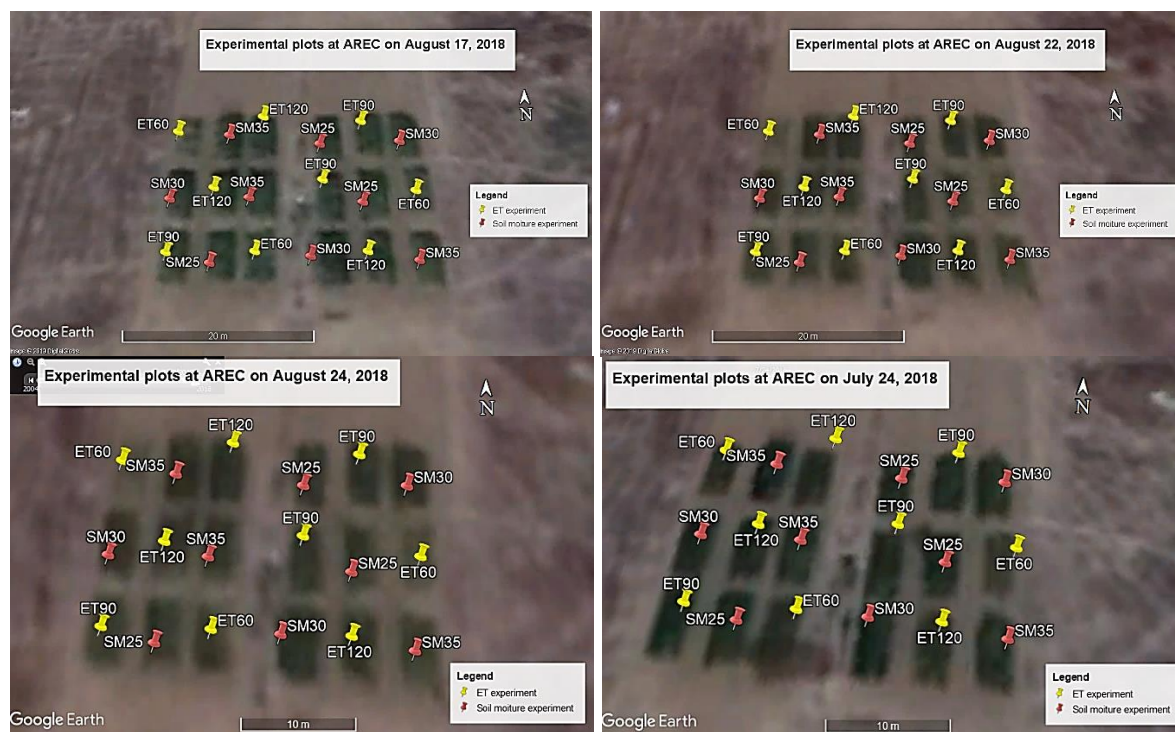 Experimental plots at AREC on August 17, 2018
N
ET60
SM35
ET120
SM25
ET90
SM30
SM30
ET120
SM35
ET90
SM25
ET60
ET90
SM25
ET60
SM30
ET120
SM35
Legend
ET experiment
Soil moiture experiment
Google Earth
20 m
Experimental plots at AREC on August 22, 2018
N
ET60
SM35
ET120
SM25
ET90
SM30
SM30
ET120
SM35
ET90
SM25
ET60
ET90
SM25
ET60
SM30
ET120
SM35
Legend
ET experiment
Soil moiture experiment
Google Earth
20 m
Experimental plots at AREC on August 24, 2018
N
ET60
SM35
ET120
SM25
ET90
SM30
SM30
ET120
SM35
ET90
SM25
ET60
ET90
SM25
ET60
SM30
ET120
SM35
Legend
ET experiment
Soil moiture experiment
Google Earth
10 m
Experimental plots at AREC on July 24, 2018
N
ET60
SM35
ET120
SM25
ET90
SM30
SM30
ET120
SM35
ET90
SM25
ET60
ET90
SM25
ET60
SM30
ET120
SM35
Legend
ET experiment
Soil moiture experiment
Google Earth
10 m